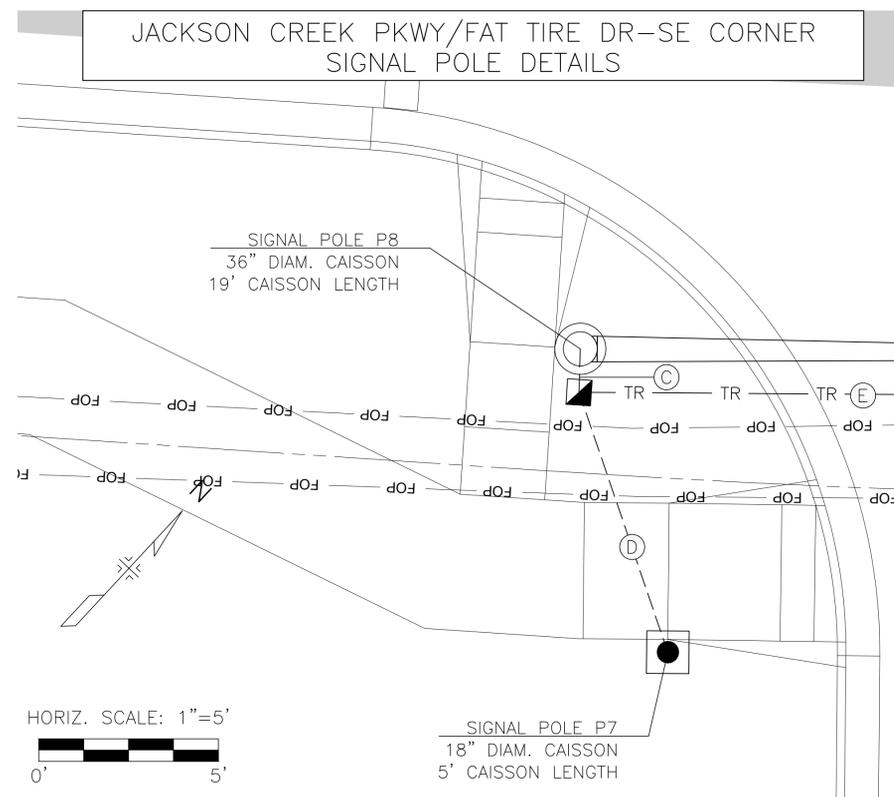 JACKSON CREEK PKWY/FAT TIRE DR-SE CORNER
SIGNAL POLE DETAILS
SIGNAL POLE P8
36" DIAM. CAISSON
19' CAISSON LENGTH
C
TR TR TR E
FOP FOP FOP FOP FOP FOP FOP FOP FOP
FOP FOP FOP FOP FOP FOP FOP FOP FOP
N
D
HORIZ. SCALE: 1"=5'
0' 5'
SIGNAL POLE P7
18" DIAM. CAISSON
5' CAISSON LENGTH